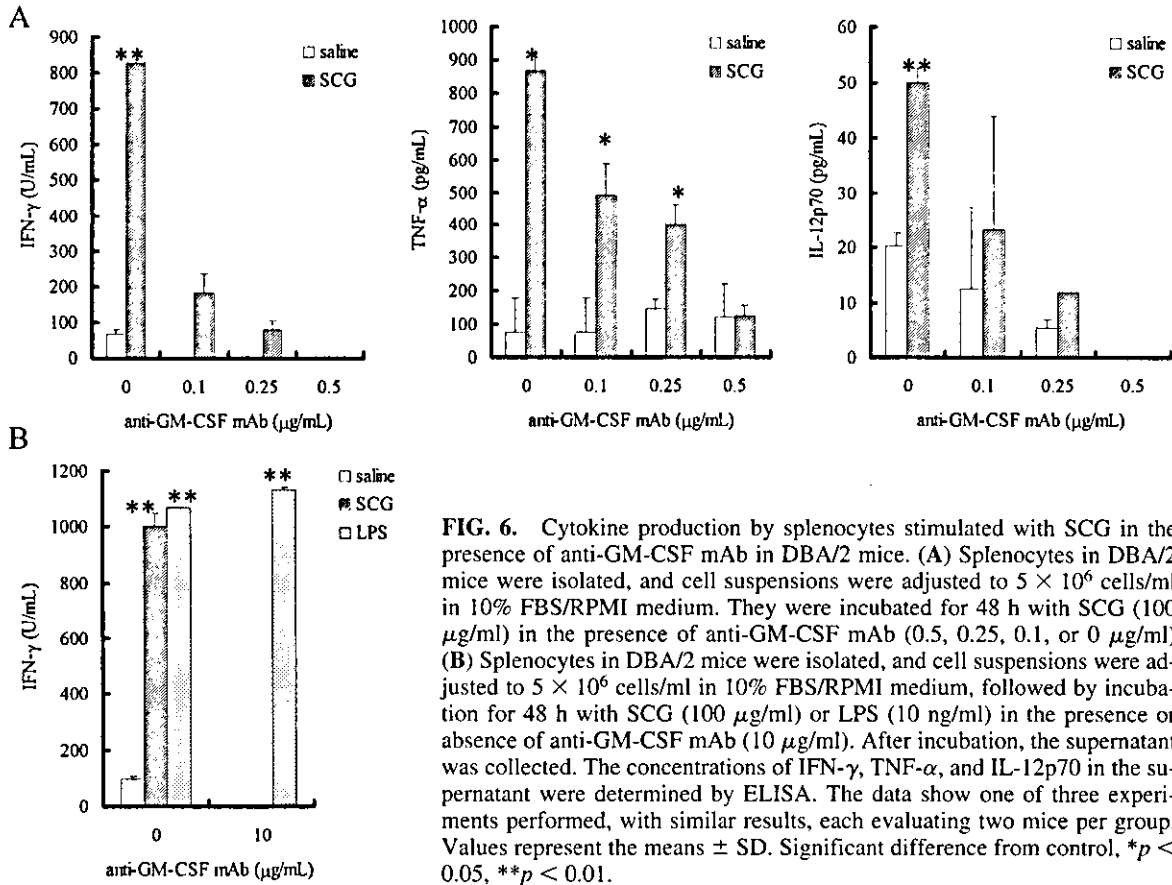 A
900
800
700
600
500
400
300
200
100
0
IFN-γ (U/mL)
**
saline
SCG
0 0.1 0.25 0.5
anti-GM-CSF mAb (µg/mL)
1000
900
800
700
600
500
400
300
200
100
0
TNF-α (pg/mL)
*
*
*
saline
SCG
0 0.1 0.25 0.5
anti-GM-CSF mAb (µg/mL)
60
50
40
30
20
10
0
IL-12p70 (pg/mL)
**
saline
SCG
0 0.1 0.25 0.5
anti-GM-CSF mAb (µg/mL)
B
1200
1000
800
600
400
200
0
IFN-γ (U/mL)
** ** **
saline
SCG
LPS
0 10
anti-GM-CSF mAb (µg/mL)
FIG. 6. Cytokine production by splenocytes stimulated with SCG in the
presence of anti-GM-CSF mAb in DBA/2 mice. (A) Splenocytes in DBA/2
mice were isolated, and cell suspensions were adjusted to 5 × 10⁶ cells/ml
in 10% FBS/RPMI medium. They were incubated for 48 h with SCG (100
µg/ml) in the presence of anti-GM-CSF mAb (0.5, 0.25, 0.1, or 0 µg/ml)
(B) Splenocytes in DBA/2 mice were isolated, and cell suspensions were ad-
justed to 5 × 10⁶ cells/ml in 10% FBS/RPMI medium, followed by incuba-
tion for 48 h with SCG (100 µg/ml) or LPS (10 ng/ml) in the presence or
absence of anti-GM-CSF mAb (10 µg/ml). After incubation, the supernatant
was collected. The concentrations of IFN-γ, TNF-α, and IL-12p70 in the su-
pernatant were determined by ELISA. The data show one of three experi-
ments performed, with similar results, each evaluating two mice per group
Values represent the means ± SD. Significant difference from control, *p <
0.05, **p < 0.01.